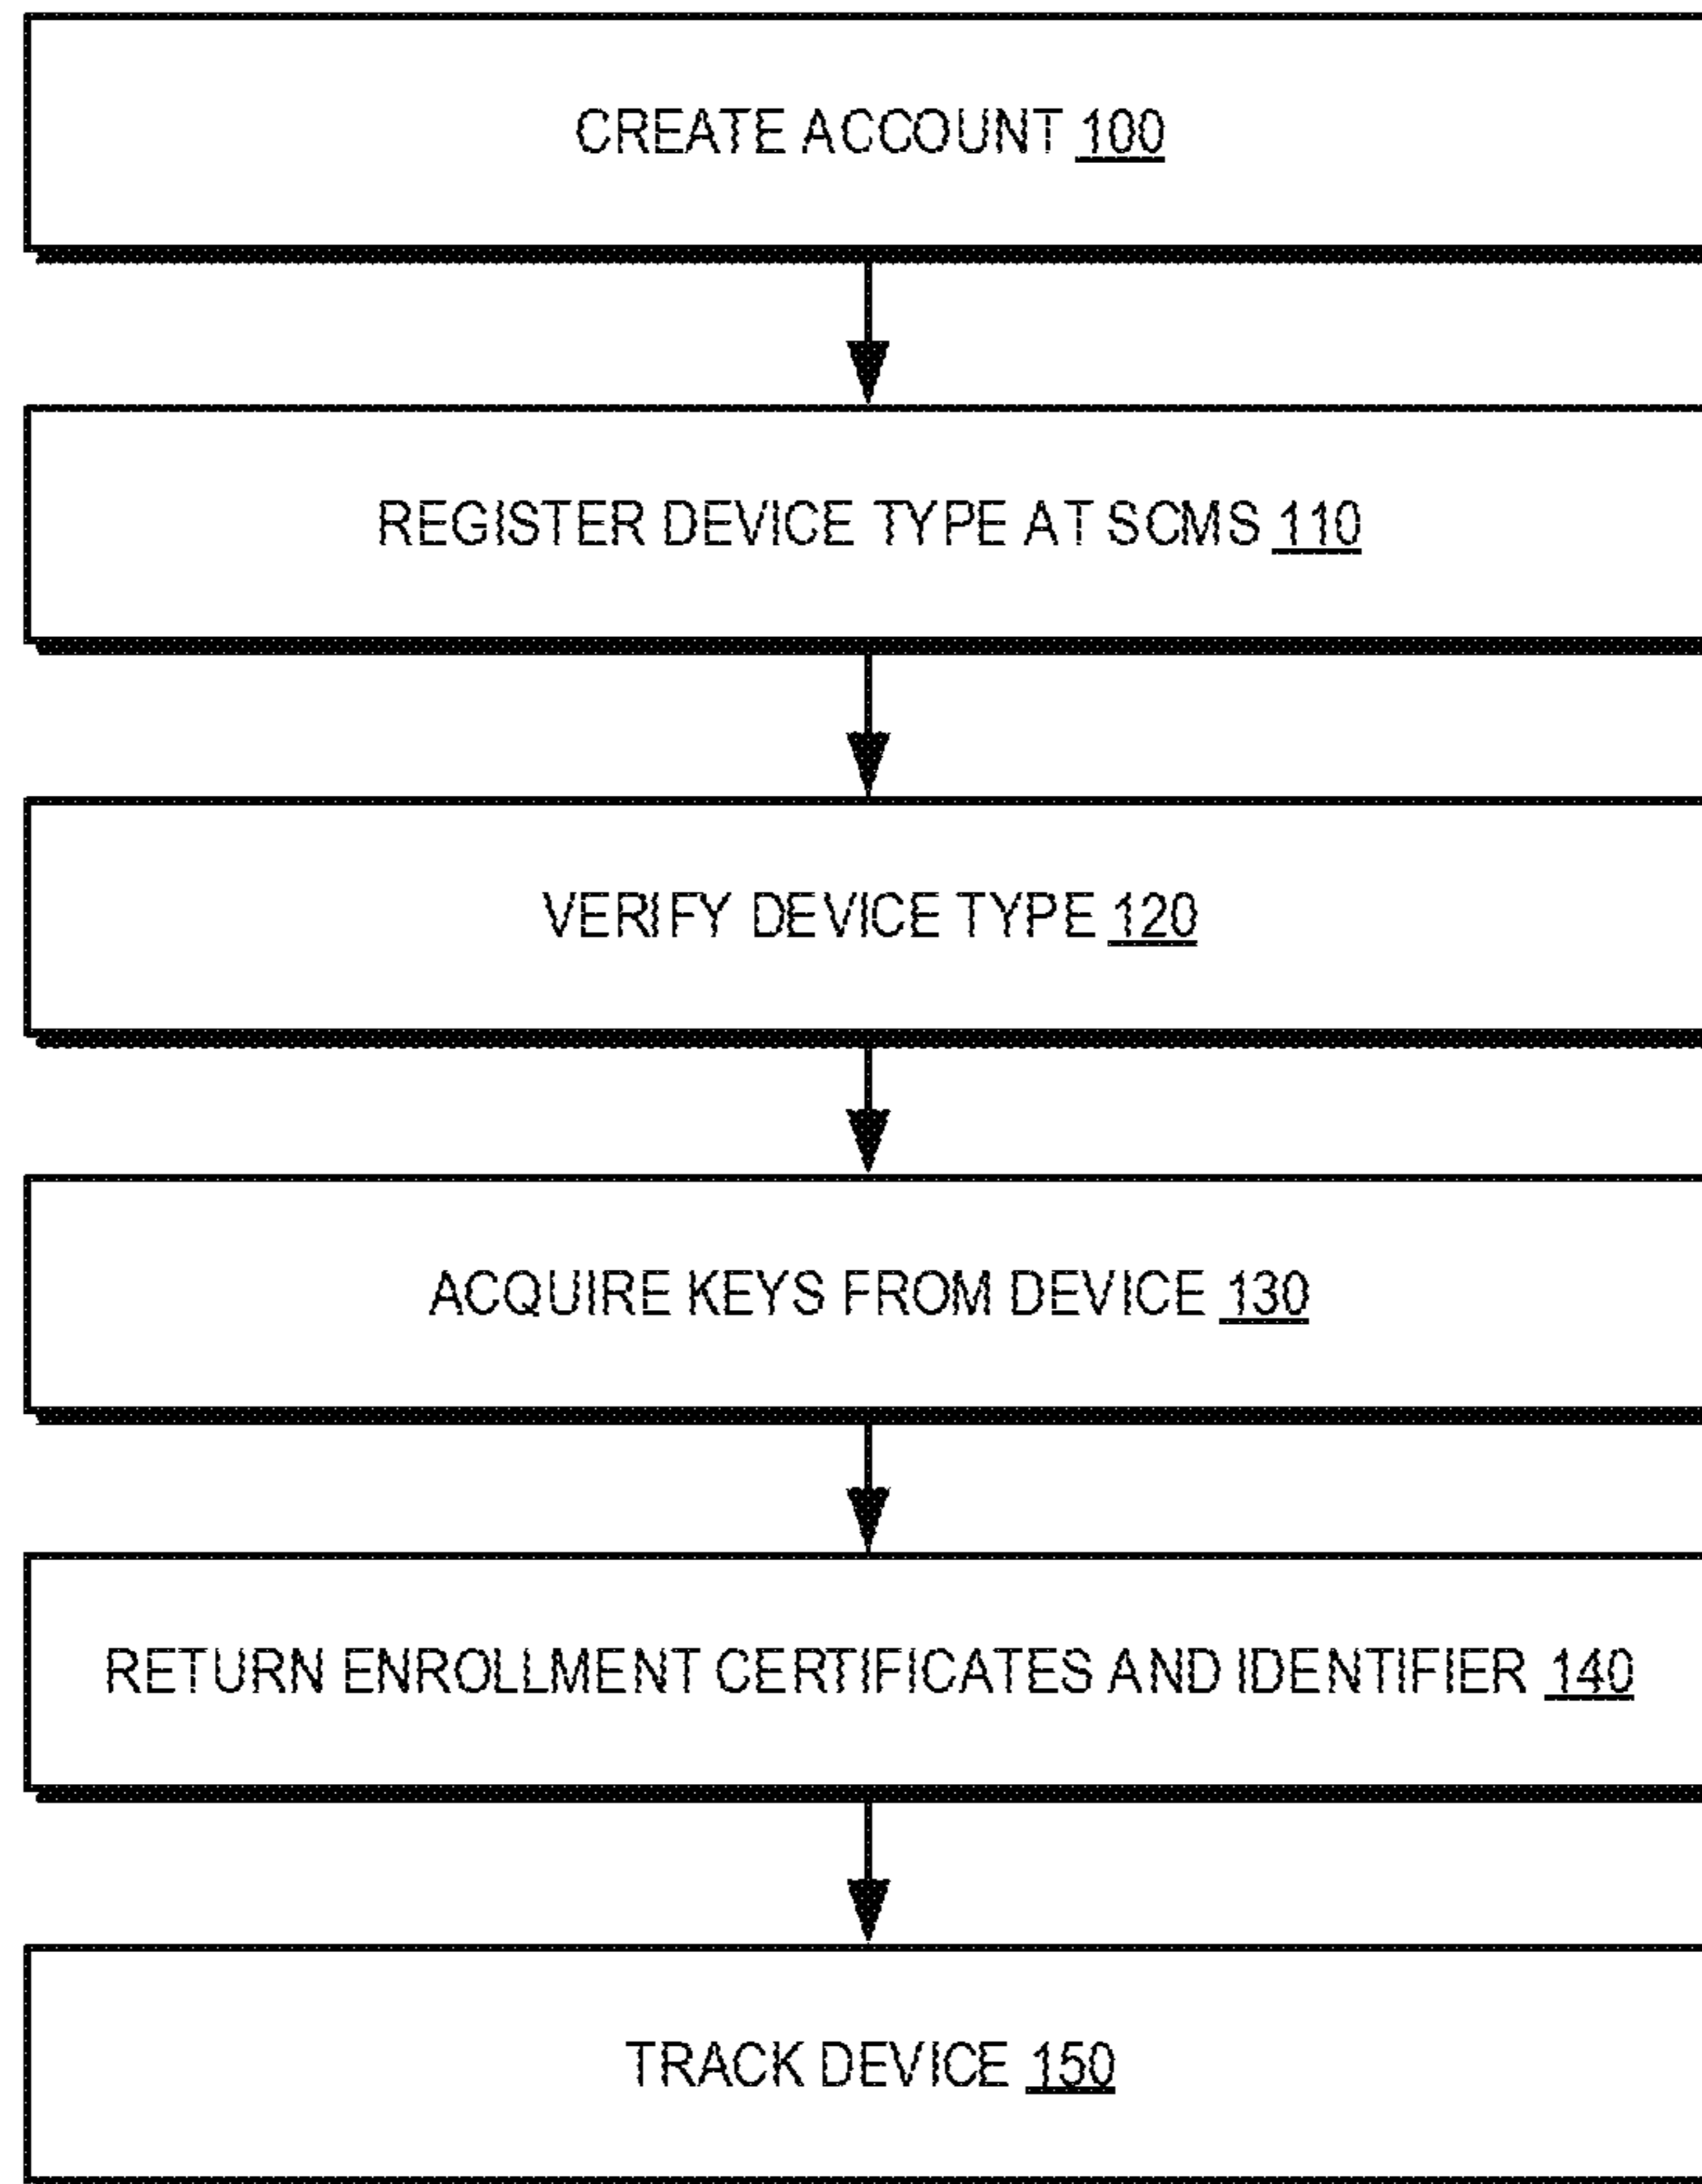 CREATE ACCOUNT 100
REGISTER DEVICE TYPE AT SCMS 110
VERIFY DEVICE TYPE 120
ACQUIRE KEYS FROM DEVICE 130
RETURN ENROLLMENT CERTIFICATES AND IDENTIFIER 140
TRACK DEVICE 150